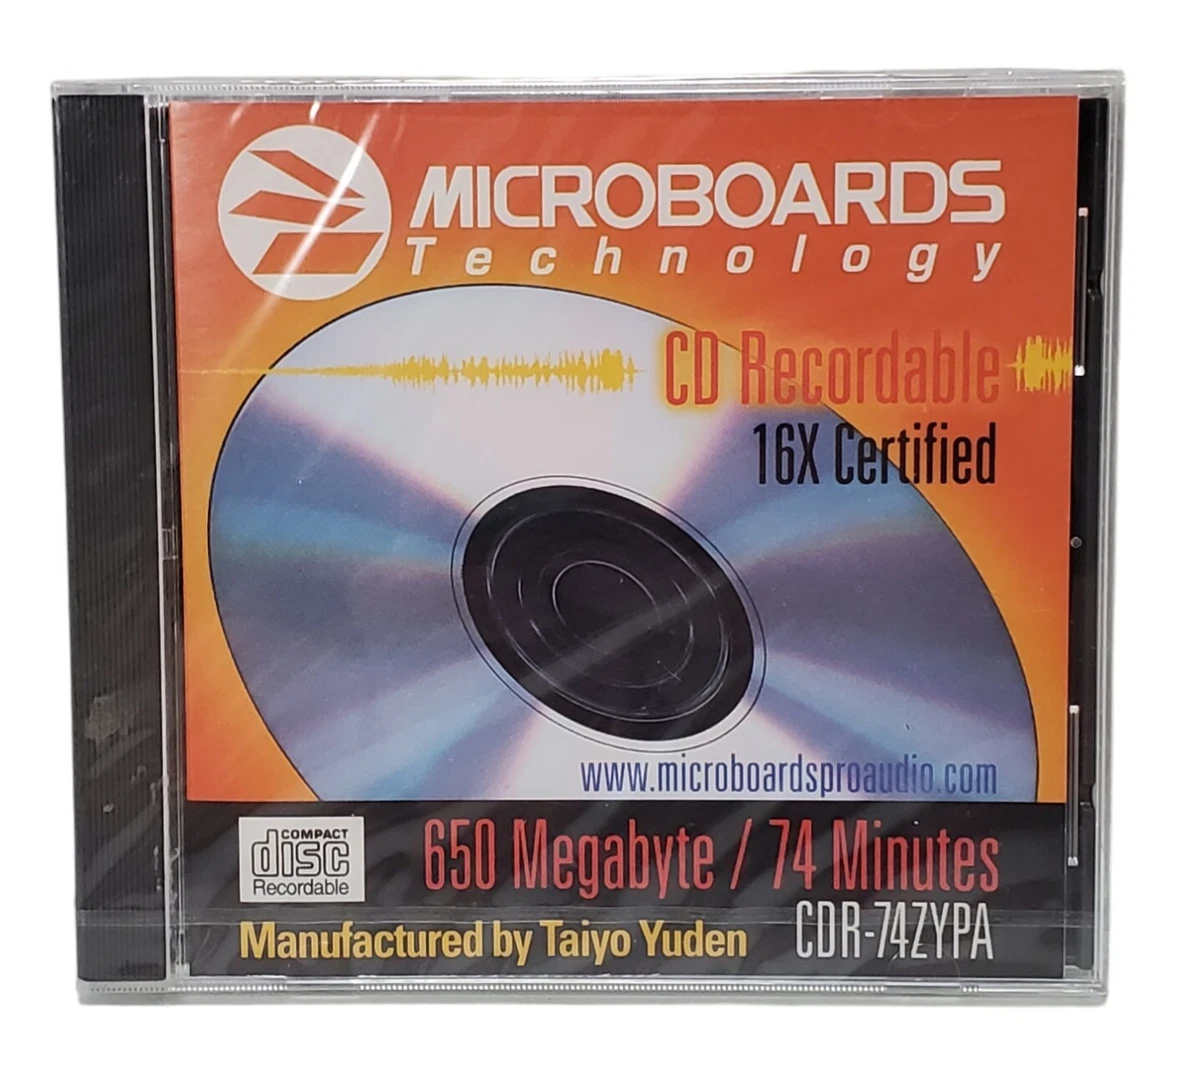 MICROBOARDS
Technology
CD Recordable
16X Certified
www.microboardsproaudio.com
COMPACT
disc
Recordable
650 Megabyte / 74 Minutes
CDR-74ZYPA
Manufactured by Taiyo Yuden